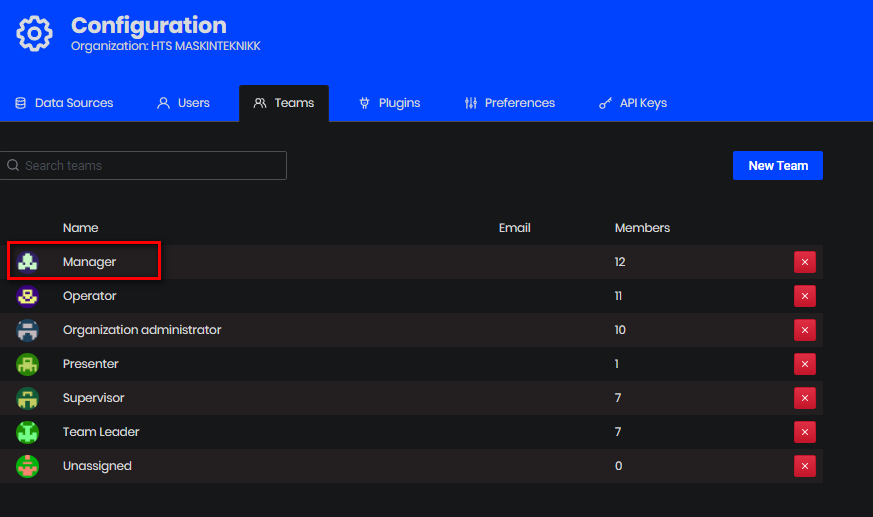 Configuration
Organization: HTS MASKINTEKNIKK
Data Sources Users Teams Plugins Preferences API Keys
Search teams New Team
Name Email Members
Manager 12
Operator 11
Organization administrator 10
Presenter 1
Supervisor 7
Team Leader 7
Unassigned 0